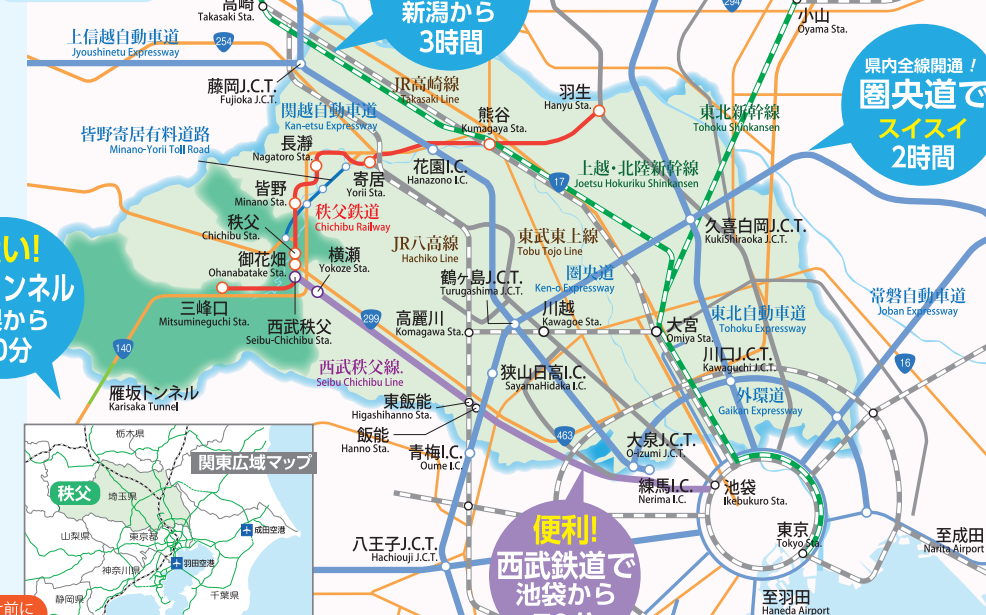 高崎
Takasaki Sta.
新潟から
3時間
294
小山
Oyama Sta.
上信越自動車道
Jyoushinetu Expressway
254
藤岡J.C.T.
Fujioka J.C.T.
JR高崎線
Takasaki Line
羽生
Hanyu Sta.
県内全線開通!
圏央道で
スイスイ
2時間
関越自動車道
Kan-etsu Expressway
熊谷
Kumagaya Sta.
東北新幹線
Tohoku Shinkansen
皆野寄居有料道路
Minano-Yorii Toll Road
長瀞
Nagatoro Sta.
寄居
Yorii Sta.
花園I.C.
Hanazono I.C.
17
上越・北陸新幹線
Joetsu Hokuriku Shinkansen
皆野
Minano Sta.
秩父鉄道
Chichibu Railway
秩父
Chichibu Sta.
久喜白岡J.C.T.
KukiShiraoka J.C.T.
御花畑
Ohanabatake Sta.
横瀬
Yokoze Sta.
JR八高線
Hachiko Line
東武東上線
Tobu Tojo Line
い!
ンネル
から
0分
鶴ヶ島J.C.T.
Turugashima J.C.T.
圏央道
Ken-o Expressway
三峰口
Mitsumineguchi Sta.
西武秩父
Seibu-Chichibu Sta.
299
高麗川
Komagawa Sta.
川越
Kawagoe Sta.
大宮
Omiya Sta.
東北自動車道
Tohoku Expressway
常磐自動車道
Joban Expressway
140
西武秩父線
Seibu Chichibu Line
狭山日高I.C.
SayamaHidaka I.C.
川口J.C.T.
Kawaguchi J.C.T.
16
雁坂トンネル
Karisaka Tunnel
東飯能
Higashihanno Sta.
外環道
Gaikan Expressway
飯能
Hanno Sta.
463
大泉J.C.T.
O-izumi J.C.T.
青梅I.C.
Oume I.C.
練馬I.C.
Nerima I.C.
池袋
Ikebukuro Sta.
栃木県
関東広域マップ
秩父
埼玉県
山梨県
東京都
成田空港
羽田空港
神奈川県
静岡県
千葉県
前に
八王子J.C.T.
Hachiouji J.C.T.
便利!
西武鉄道で
池袋から
東京
Tokyo Sta.
至成田
Narita Airport
至羽田
Haneda Airport